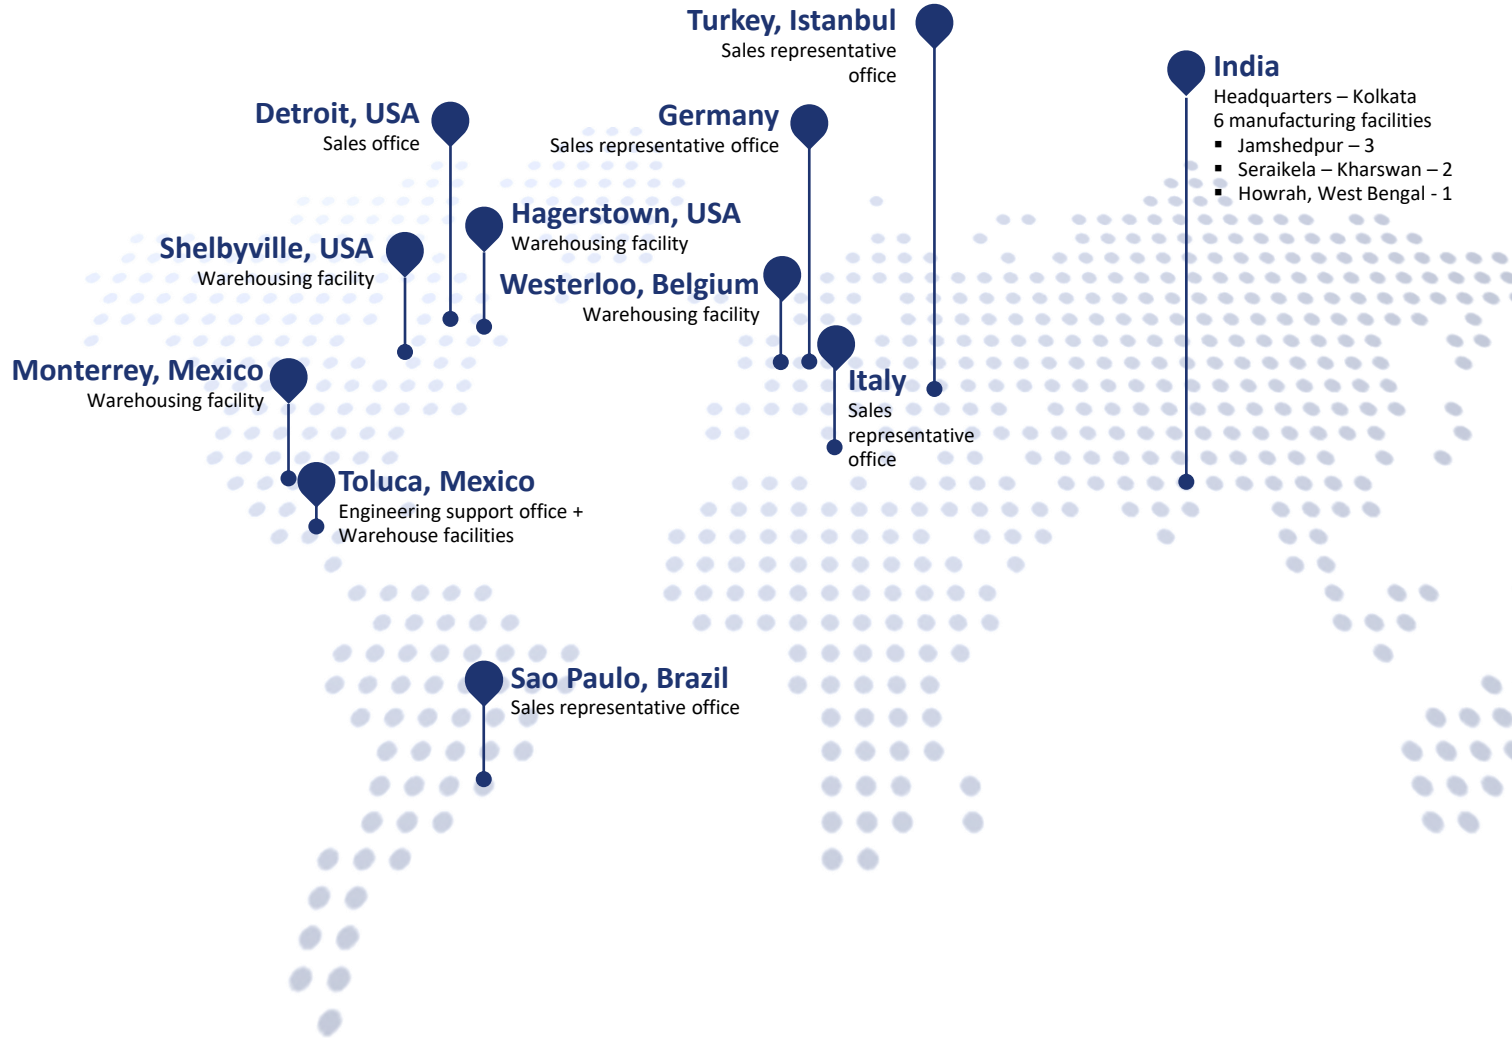 Turkey, Istanbul
Sales representative
office
India
Headquarters – Kolkata
6 manufacturing facilities
▪ Jamshedpur – 3
▪ Seraikela – Kharswan – 2
▪ Howrah, West Bengal - 1
Detroit, USA
Sales office
Germany
Sales representative office
Hagerstown, USA
Warehousing facility
Shelbyville, USA
Warehousing facility
Westerloo, Belgium
Warehousing facility
Monterrey, Mexico
Warehousing facility
Italy
Sales
representative
office
Toluca, Mexico
Engineering support office +
Warehouse facilities
Sao Paulo, Brazil
Sales representative office